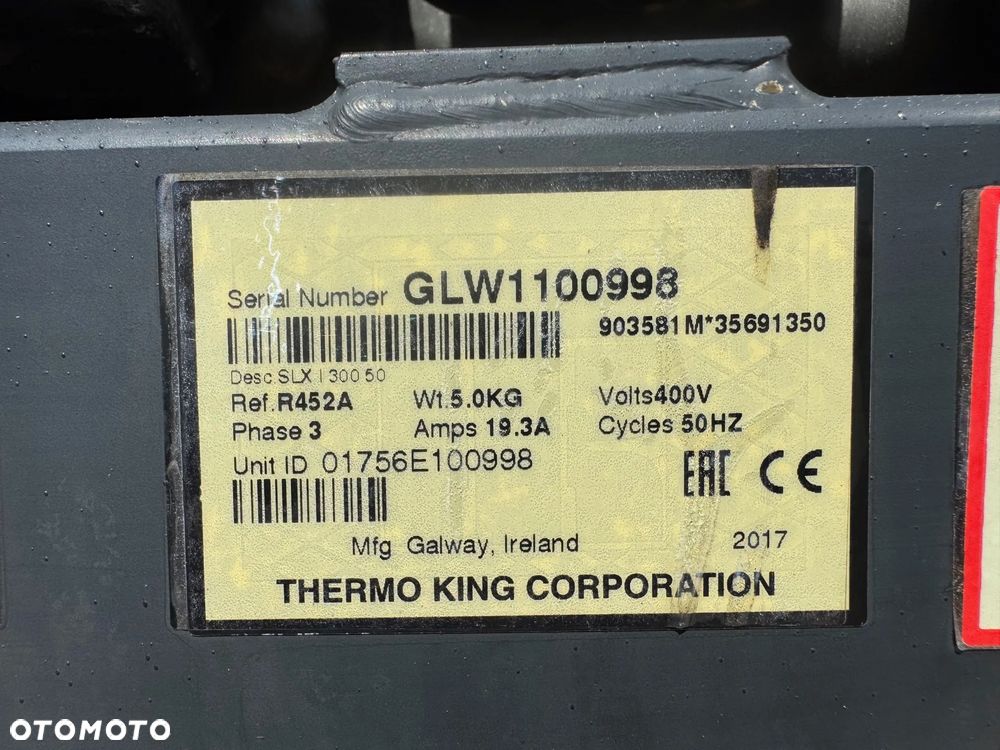 Serial Number GLW1100998
903581M*35691350
Desc.SLX I 300 50
Ref.R452A Wt.5.0KG Volts400V
Phase 3 Amps 19.3A Cycles 50HZ
Unit ID 01756E100998
EAC CE
Mfg Galway, Ireland 2017
THERMO KING CORPORATION
OTOMOTO